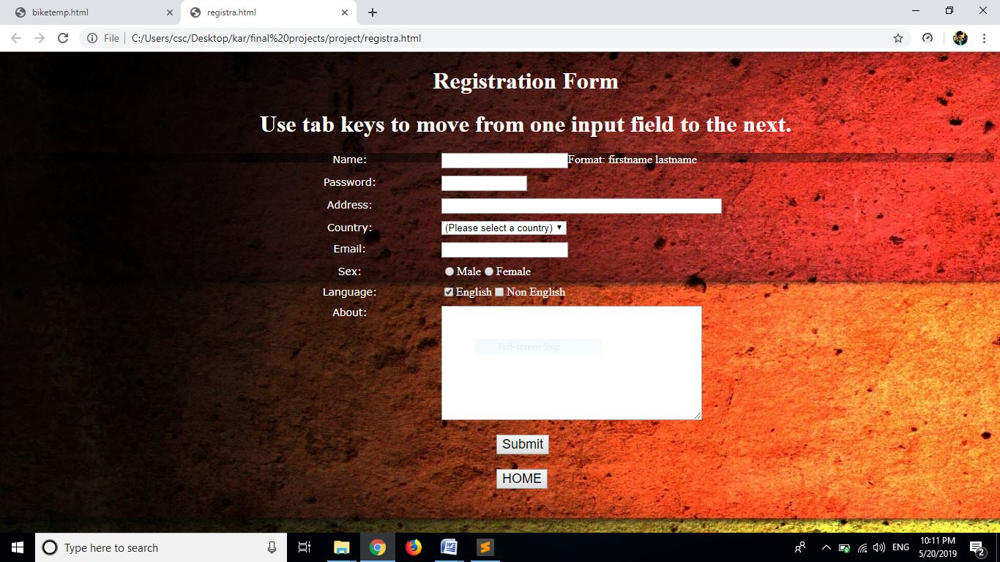 biketemp.html
registra.html
File | C:/Users/csc/Desktop/kar/final%20projects/project/registra.html
Registration Form
Use tab keys to move from one input field to the next.
Name: Format: firstname lastname
Password:
Address:
Country: (Please select a country)
Email:
Sex: Male Female
Language: English Non English
About:
Full-screen Snip
Submit
HOME
Type here to search
ENG
10:11 PM
5/20/2019
2